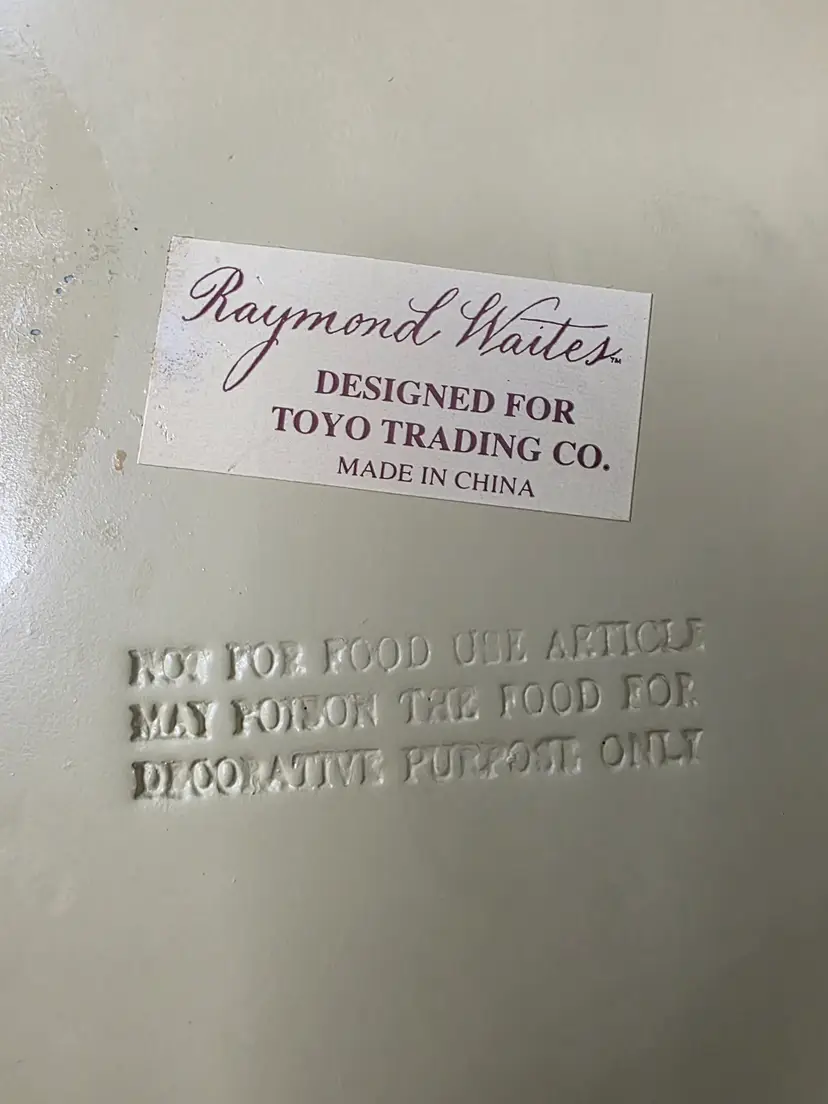 Raymond Waites™
DESIGNED FOR
TOYO TRADING CO.
MADE IN CHINA
NOT FOR FOOD USE ARTICLE
MAY POISON THE FOOD FOR
DECORATIVE PURPOSE ONLY